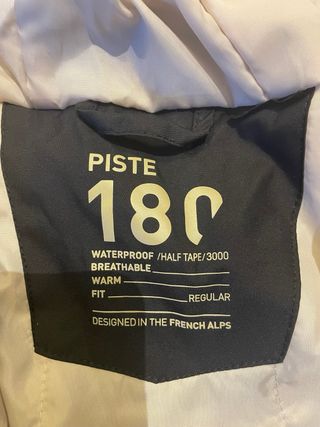 PISTE
180
WATERPROOF /HALF TAPE/3000
BREATHABLE
WARM
FIT REGULAR
DESIGNED IN THE FRENCH ALPS